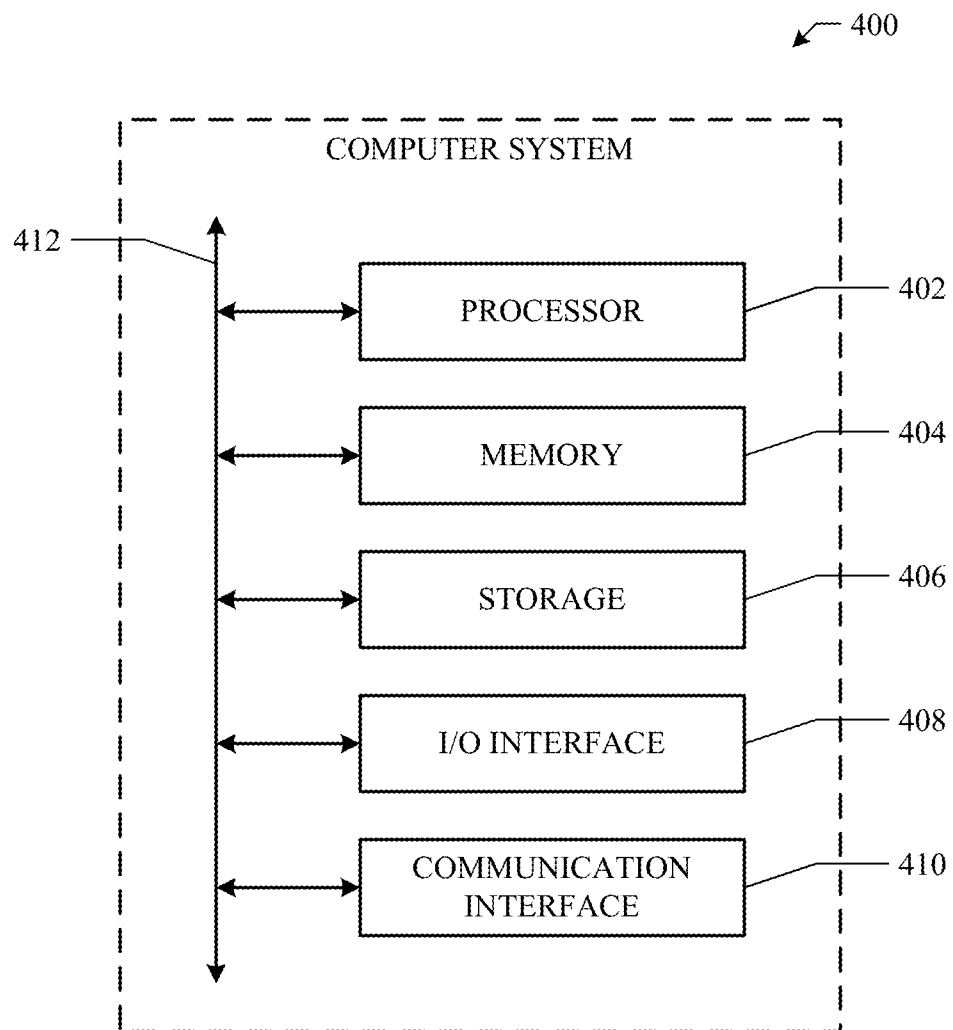 400
COMPUTER SYSTEM
412
PROCESSOR
402
MEMORY
404
STORAGE
406
I/O INTERFACE
408
COMMUNICATION
INTERFACE
410